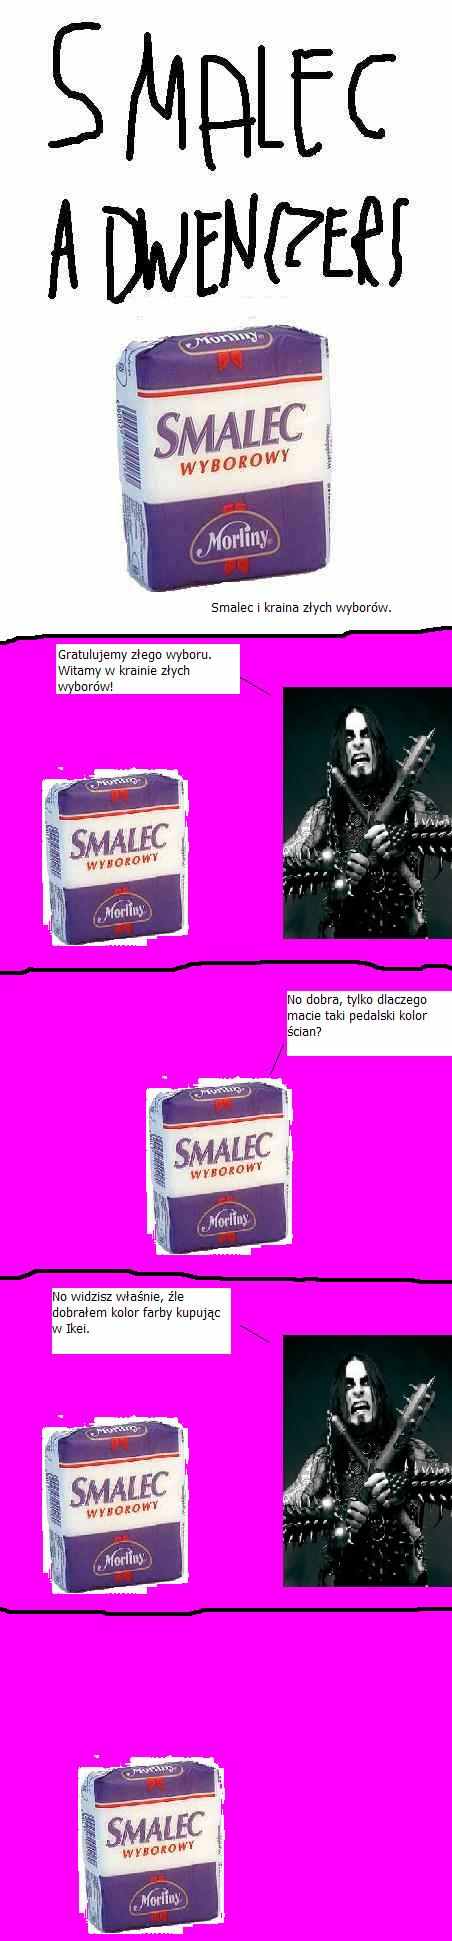 SMALEC
ADWENCZERS
Morliny
SMALEC
WYBOROWY
Morliny
Smalec i kraina złych wyborów.
Gratulujemy złego wyboru.
Witamy w krainie złych
wyborów!
Morliny
SMALEC
WYBOROWY
Morliny
No dobra, tylko dlaczego
macie taki pedalski kolor
ścian?
Morliny
SMALEC
WYBOROWY
Morliny
No widzisz właśnie, źle
dobrałem kolor farby kupując
w Ikei.
Morliny
SMALEC
WYBOROWY
Morliny
Morliny
SMALEC
WYBOROWY
Morliny